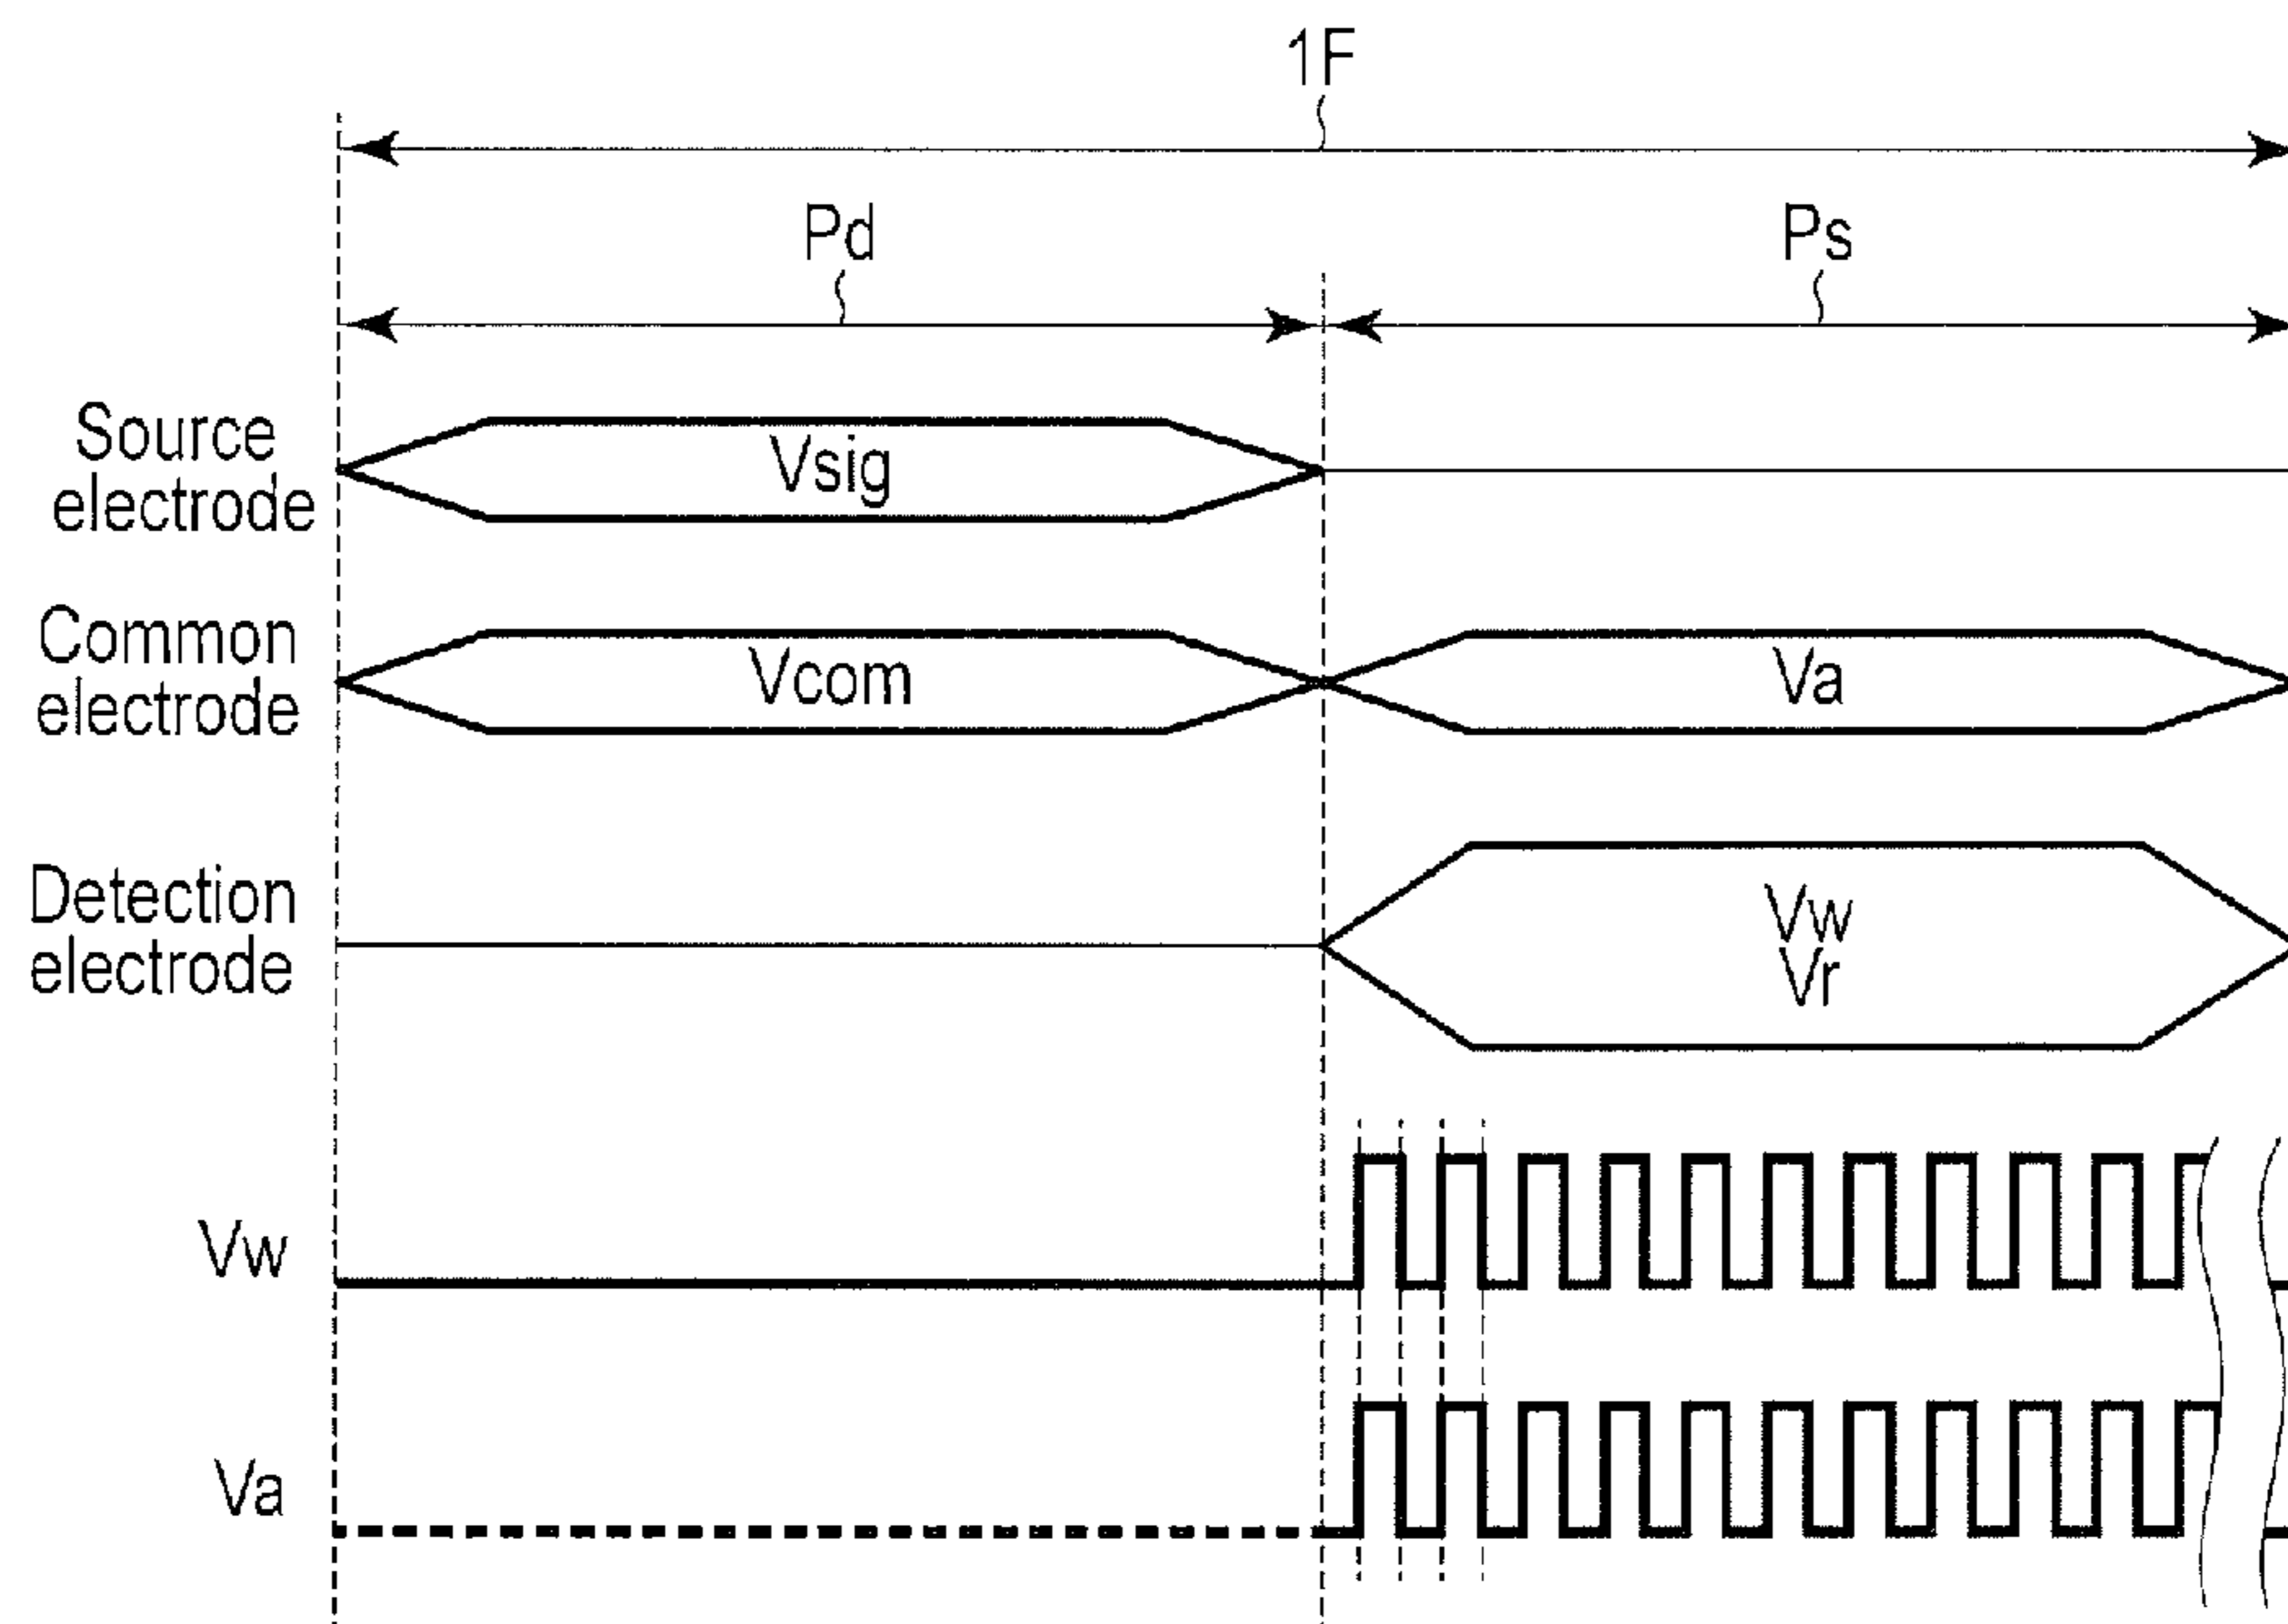 1F
Pd
Ps
Source
electrode
Vsig
Common
electrode
Vcom
Va
Detection
electrode
Vw
Vr
Vw
Va